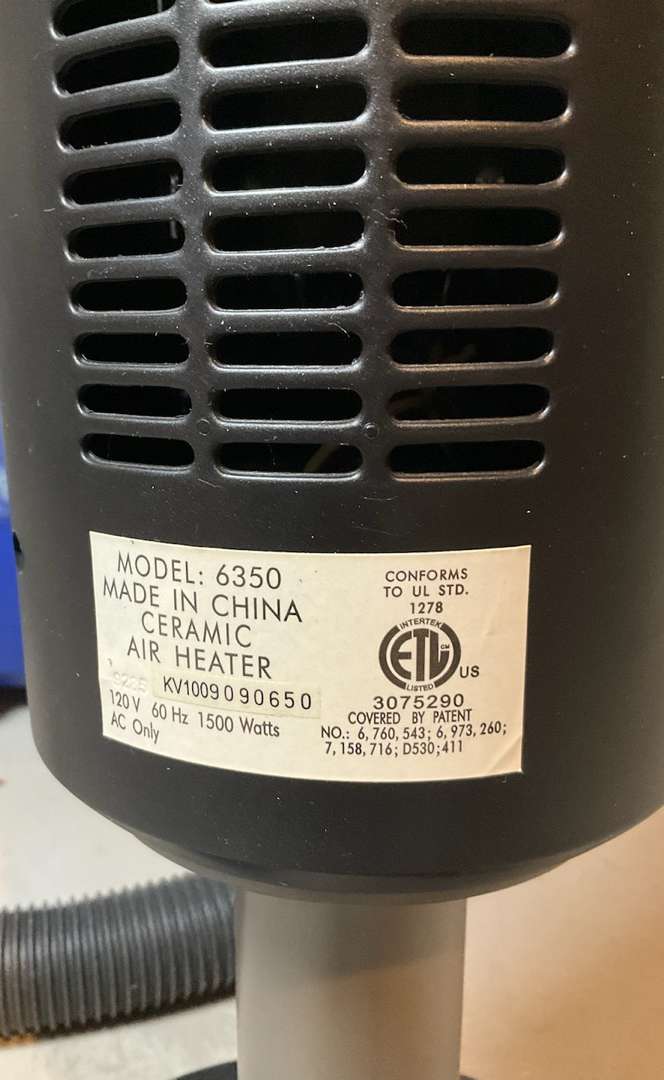 MODEL: 6350
MADE IN CHINA
CERAMIC
AIR HEATER
KV1009090650
120V 60 Hz 1500 Watts
AC Only
CONFORMS
TO UL STD.
1278
INTERTEK
ETL CM
US
LISTED
3075290
COVERED BY PATENT
NO.: 6,760,543; 6,973,260;
7,158,716; D530;411